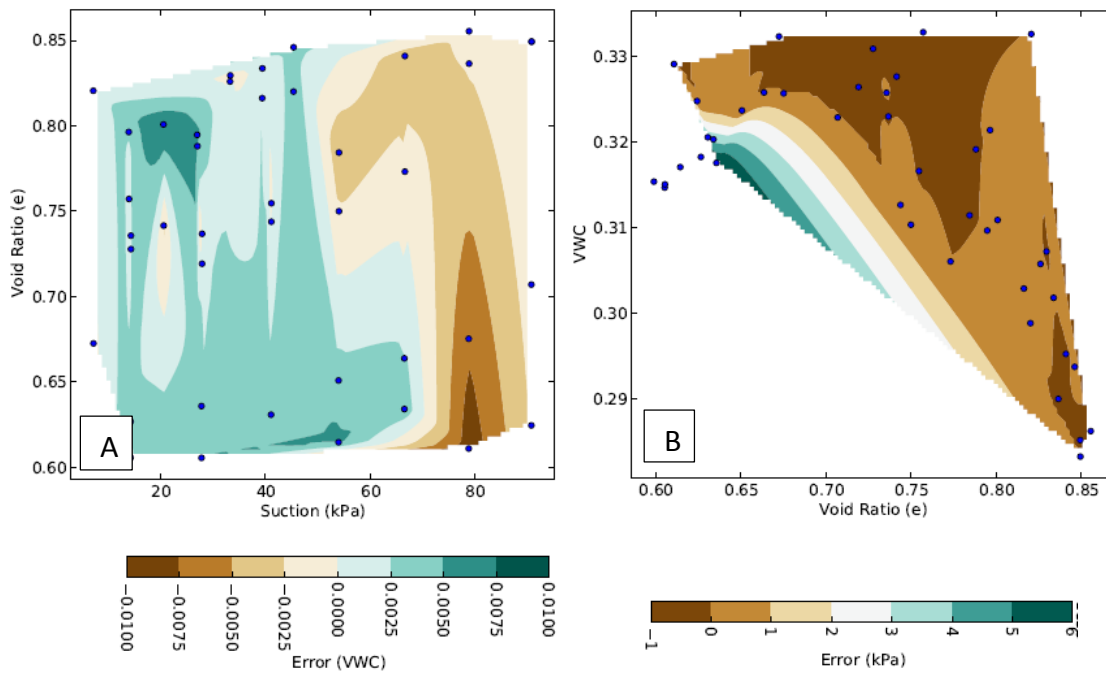 0.85
0.80
0.75
0.70
0.65
0.60
Void Ratio (e)
A
20 40 60 80
Suction (kPa)
0.33
0.32
0.31
0.30
0.29
VWC
B
0.60 0.65 0.70 0.75 0.80 0.85
Void Ratio (e)
−0.0100 −0.0075 −0.0050 −0.0025 0.0000 0.0025 0.0050 0.0075 0.0100
Error (VWC)
−1 0 1 2 3 4 5 6
Error (kPa)